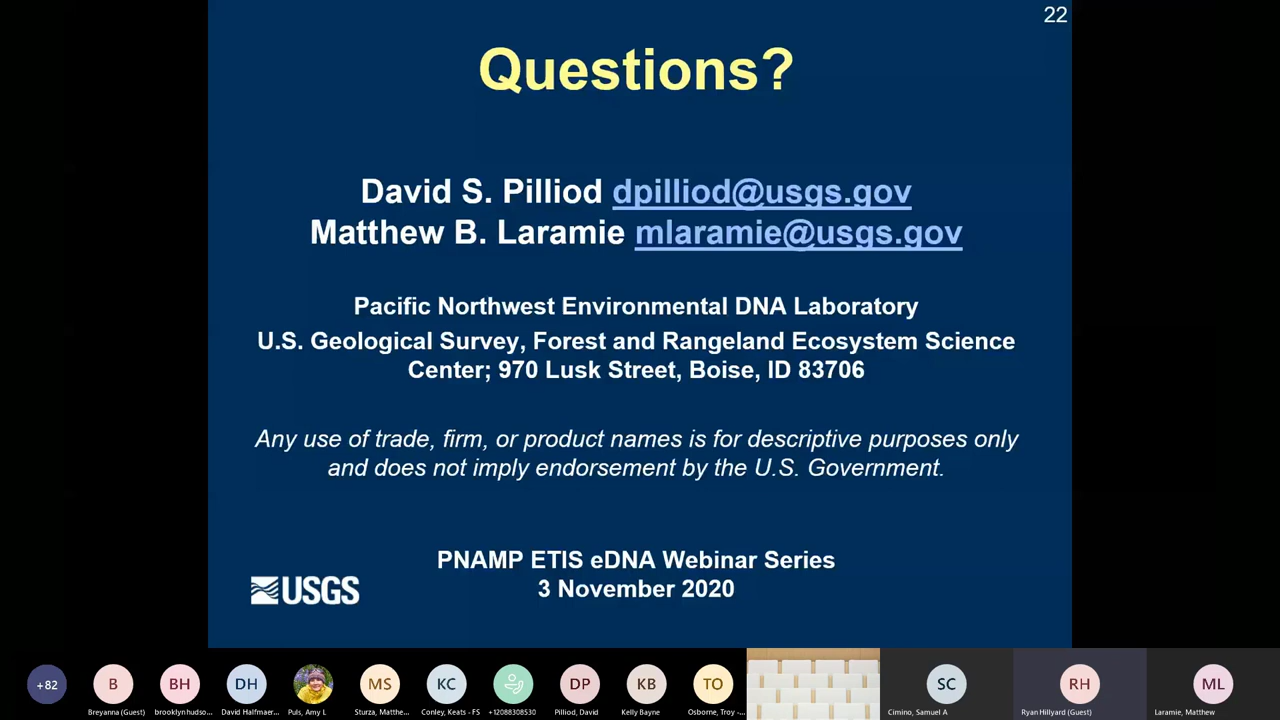 22
Questions?
David S. Pilliod dpilliod@usgs.gov
Matthew B. Laramie mlaramie@usgs.gov
Pacific Northwest Environmental DNA Laboratory
U.S. Geological Survey, Forest and Rangeland Ecosystem Science
Center; 970 Lusk Street, Boise, ID 83706
Any use of trade, firm, or product names is for descriptive purposes only
and does not imply endorsement by the U.S. Government.
PNAMP ETIS eDNA Webinar Series
3 November 2020
USGS
+82 B BH DH MS KC DP KB TO SC RH ML
Breyanna (Guest) brooklyn hudso... David Halfmaer... Puls, Amy L Sturza, Matthe... Conley, Keats - FS +12088308530 Pilliod, David Kelly Bayne Osborne, Troy -... Cimino, Samuel A Ryan Hillyard (Guest) Laramie, Matthew